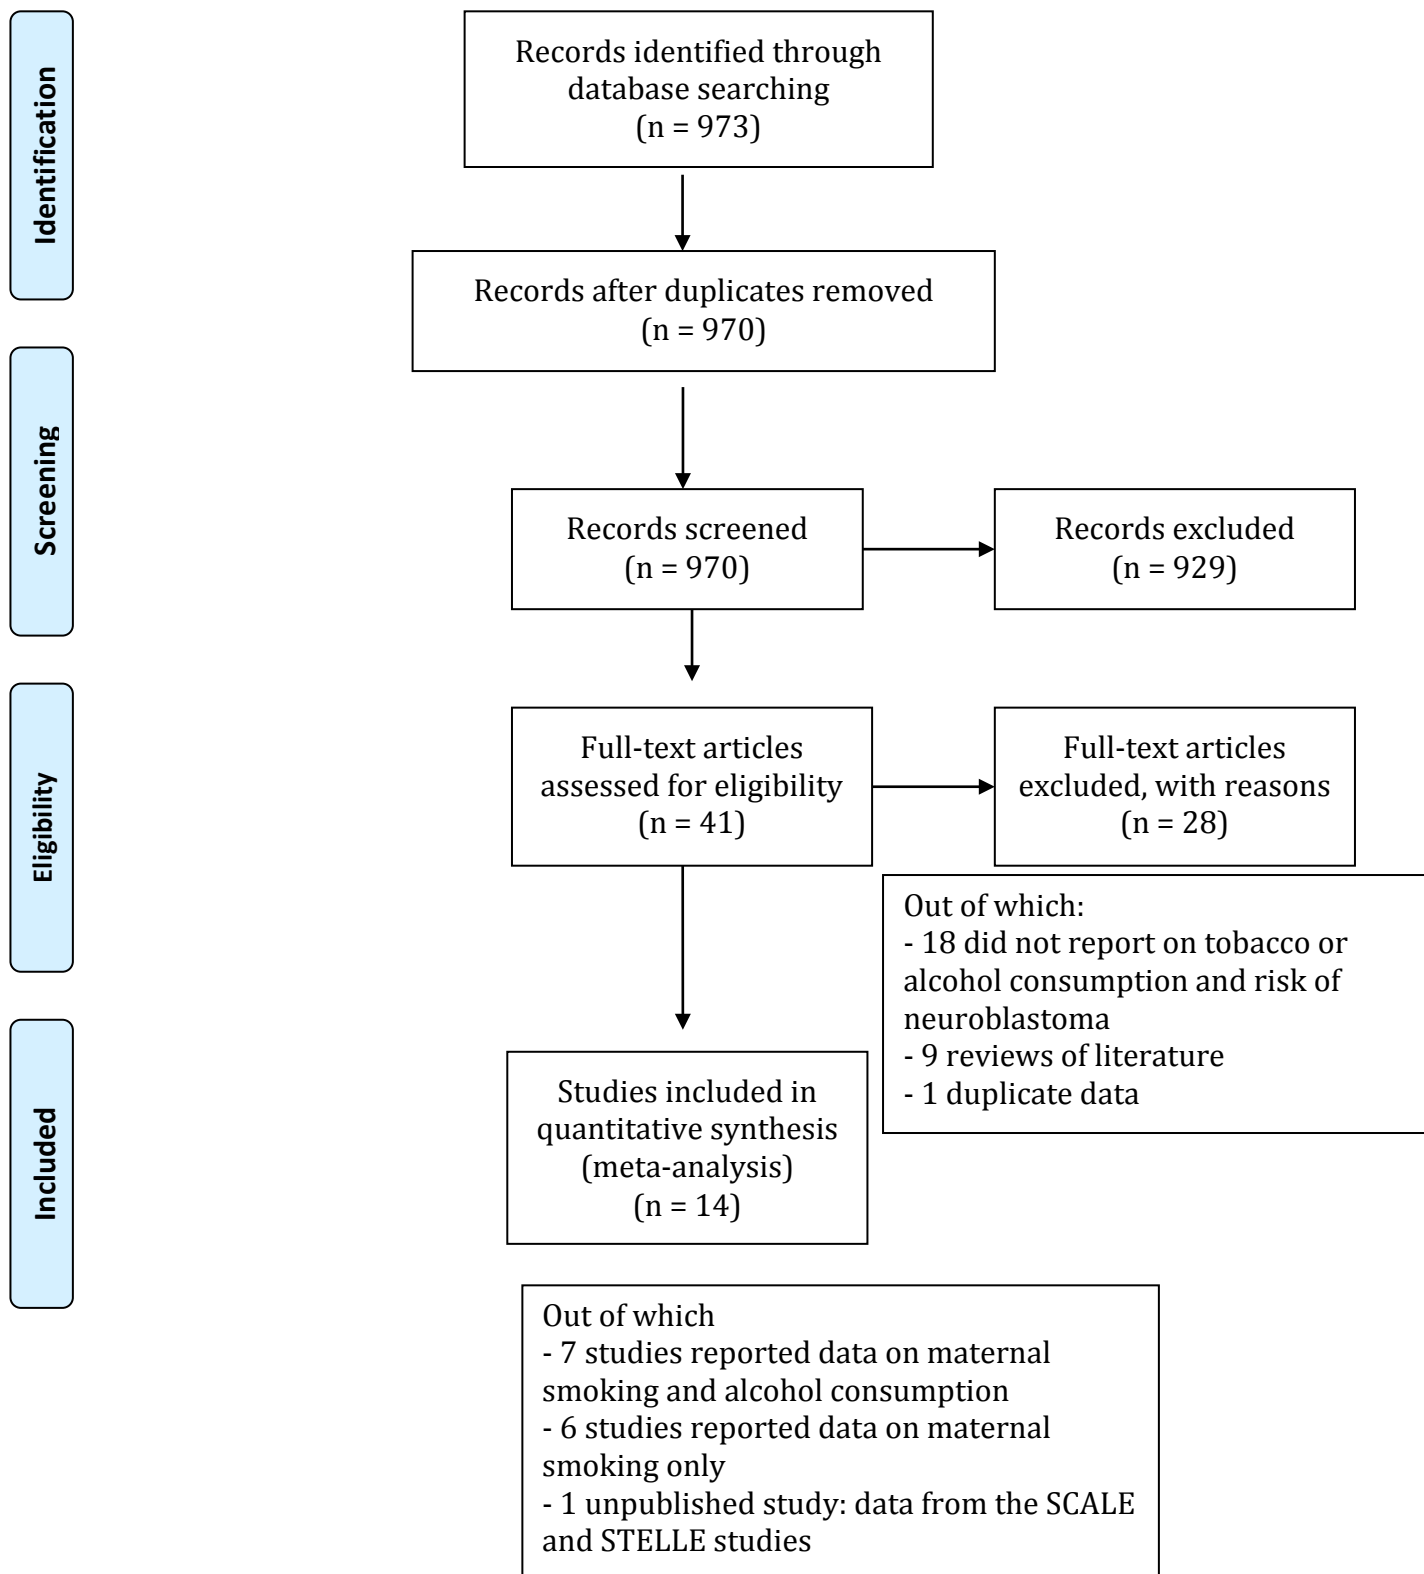 Identification
Records identified through
database searching
(n = 973)
Records after duplicates removed
(n = 970)
Screening
Records screened
(n = 970)
Records excluded
(n = 929)
Eligibility
Full-text articles
assessed for eligibility
(n = 41)
Full-text articles
excluded, with reasons
(n = 28)
Out of which:
- 18 did not report on tobacco or
alcohol consumption and risk of
neuroblastoma
- 9 reviews of literature
- 1 duplicate data
Included
Studies included in
quantitative synthesis
(meta-analysis)
(n = 14)
Out of which
- 7 studies reported data on maternal
smoking and alcohol consumption
- 6 studies reported data on maternal
smoking only
- 1 unpublished study: data from the SCALE
and STELLE studies